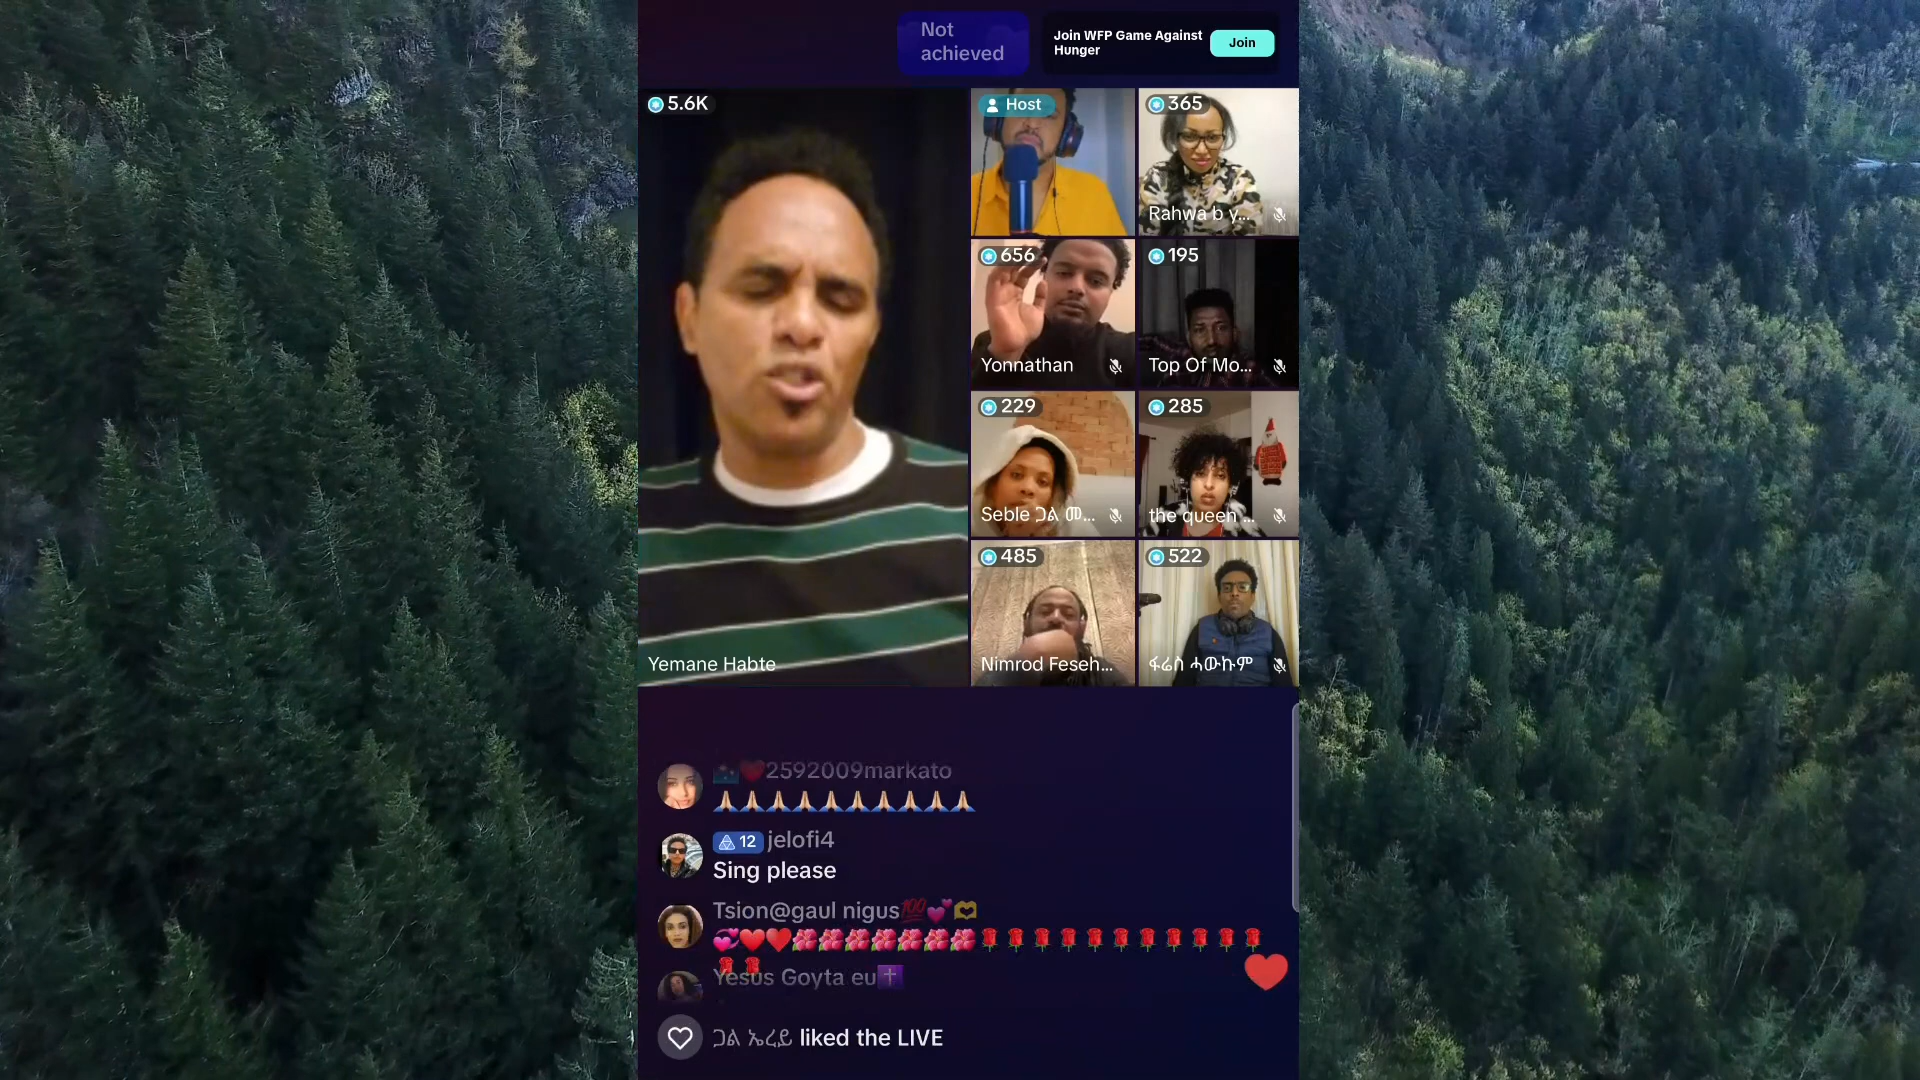 Not
achieved
Join WFP Game Against
Hunger
Join
5.6K
Host
365
Rahwa b y...
656
195
Yonnathan
Top Of Mo...
229
285
Seble ጋል መ...
the queen ...
485
522
Yemane Habte
Nimrod Feseh...
ፋሬስ ሓውኩም
2592009markato
12 jelofi4
Sing please
Tsion@gaul nigus💯💕🫶
Yesus Goyta eu✝️
ጋል ኤረይ liked the LIVE